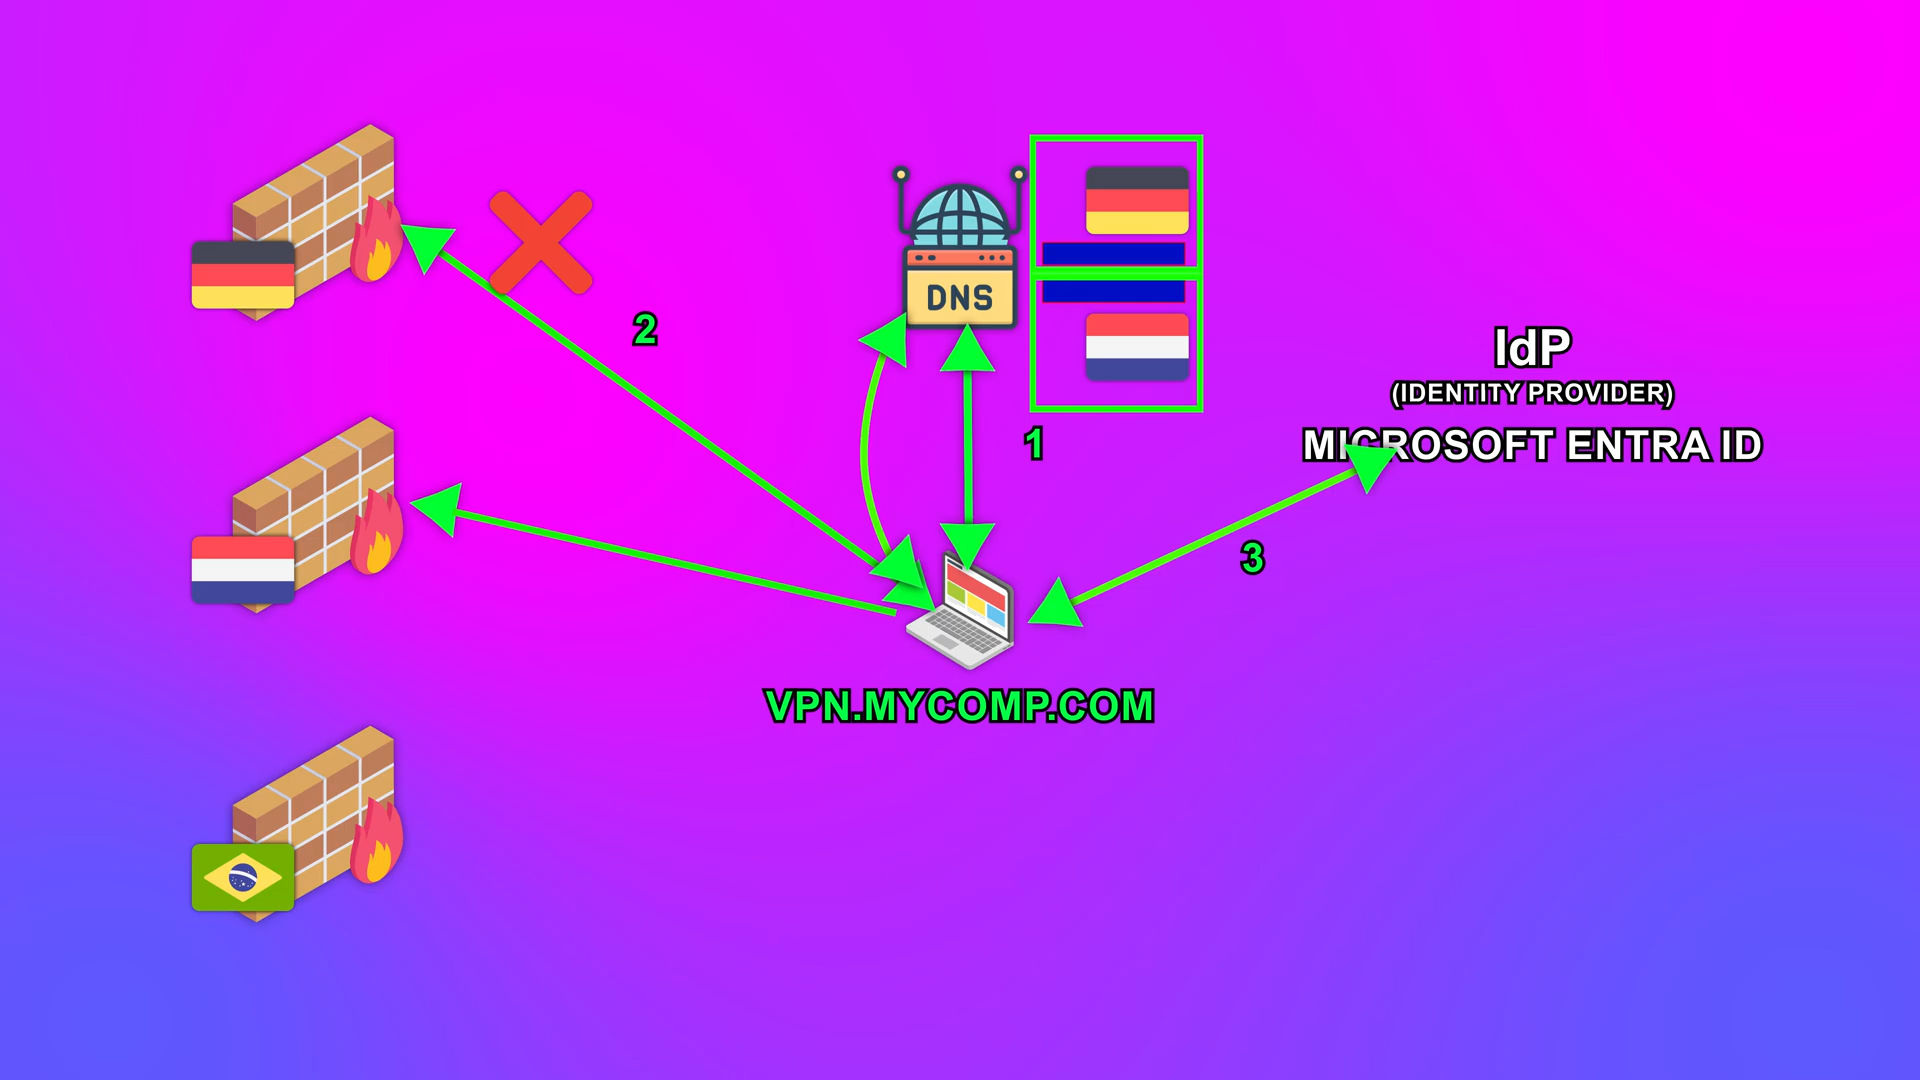 DNS
2
1
IdP
(IDENTITY PROVIDER)
MICROSOFT ENTRA ID
3
VPN.MYCOMP.COM